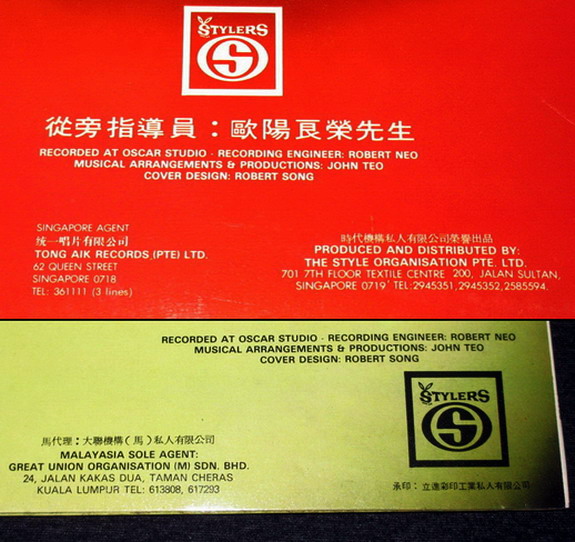 STYLERS
S
從旁指導員：歐陽良榮先生
RECORDED AT OSCAR STUDIO · RECORDING ENGINEER: ROBERT NEO
MUSICAL ARRANGEMENTS & PRODUCTIONS: JOHN TEO
COVER DESIGN: ROBERT SONG
SINGAPORE AGENT
统一唱片有限公司
TONG AIK RECORDS (PTE) LTD.
62 QUEEN STREET
SINGAPORE 0718
TEL: 361111 (3 lines)
時代機構私人有限公司榮譽出品
PRODUCED AND DISTRIBUTED BY:
THE STYLE ORGANISATION PTE. LTD.
701 7TH FLOOR TEXTILE CENTRE 200, JALAN SULTAN,
SINGAPORE 0719 TEL:2945351,2945352,2585594.
RECORDED AT OSCAR STUDIO · RECORDING ENGINEER: ROBERT NEO
MUSICAL ARRANGEMENTS & PRODUCTIONS: JOHN TEO
COVER DESIGN: ROBERT SONG
STYLERS
S
馬代理：大聯機構（馬）私人有限公司
MALAYASIA SOLE AGENT:
GREAT UNION ORGANISATION (M) SDN. BHD.
24, JALAN KAKAS DUA, TAMAN CHERAS
KUALA LUMPUR TEL: 613808, 617293
承印：立達彩印工業私人有限公司